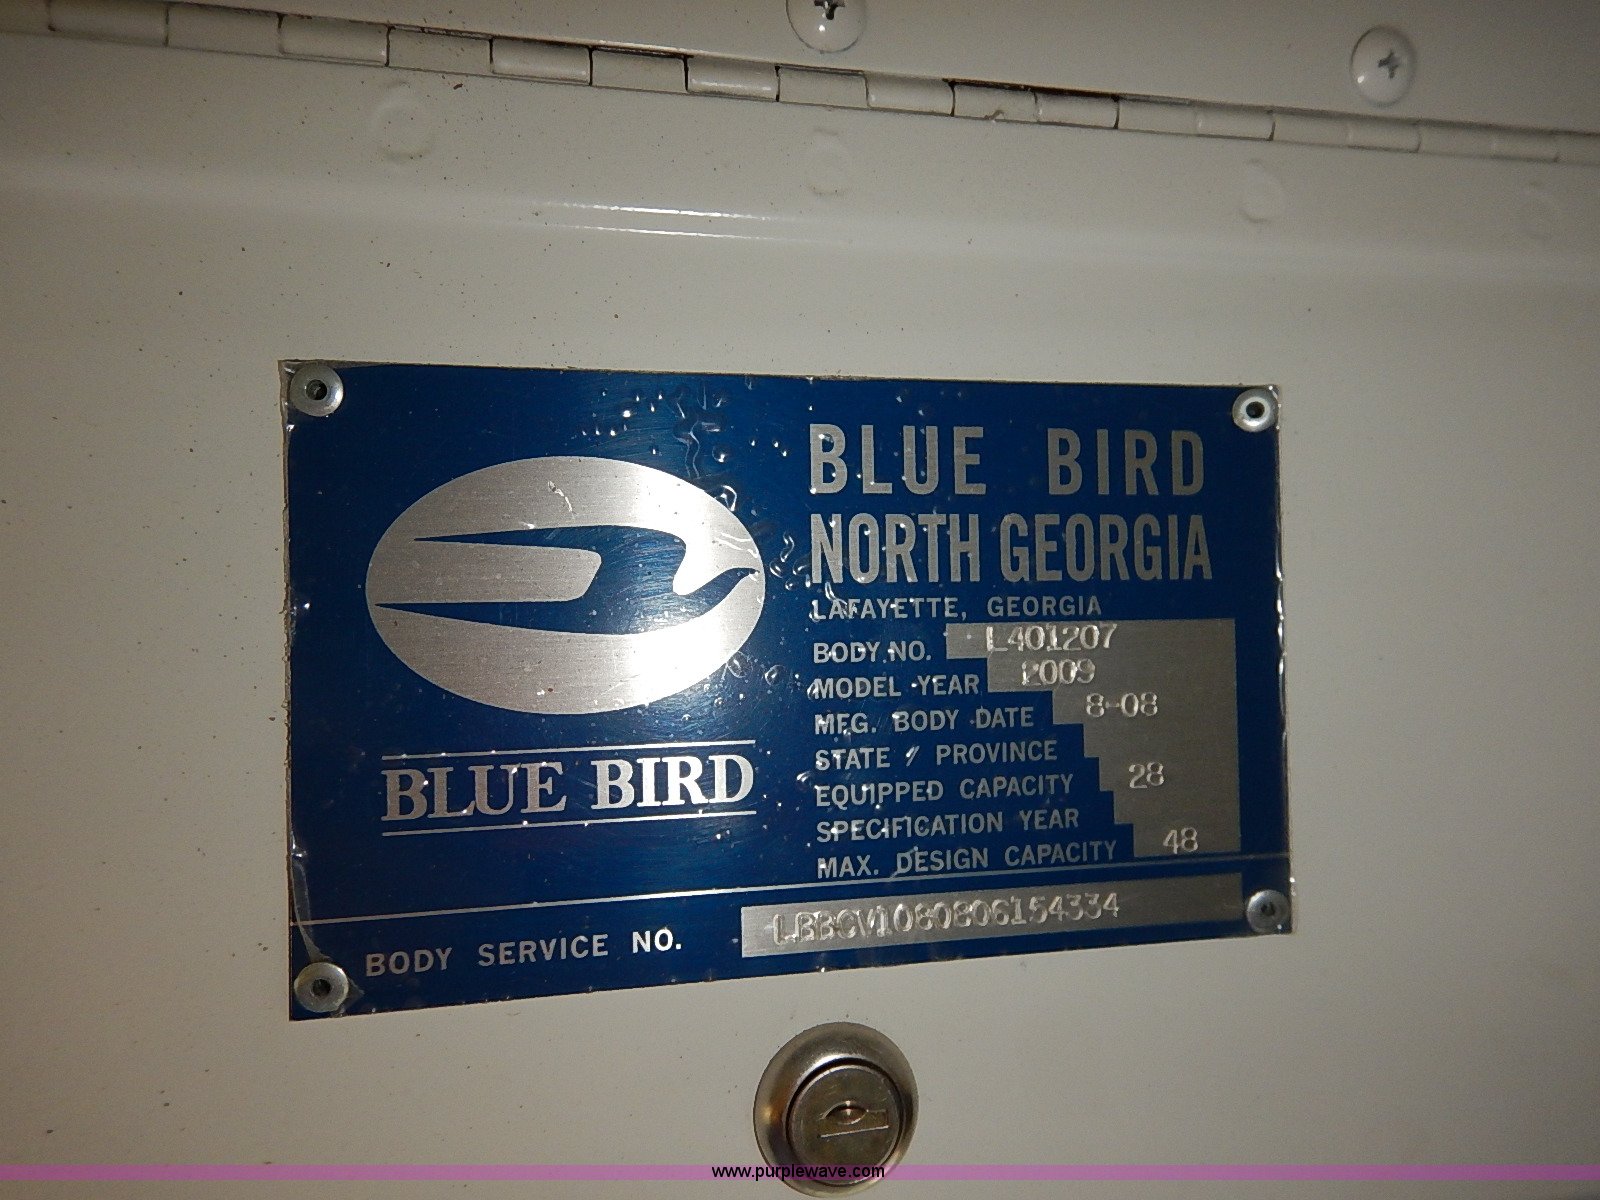 BLUE BIRD
NORTH GEORGIA
LAFAYETTE, GEORGIA
BODY NO. L401207
MODEL YEAR 2009
MFG. BODY DATE 8-08
STATE / PROVINCE
EQUIPPED CAPACITY 28
SPECIFICATION YEAR
MAX. DESIGN CAPACITY 48
BLUE BIRD
BODY SERVICE NO. LBBCV1080806154334
www.purplewave.com